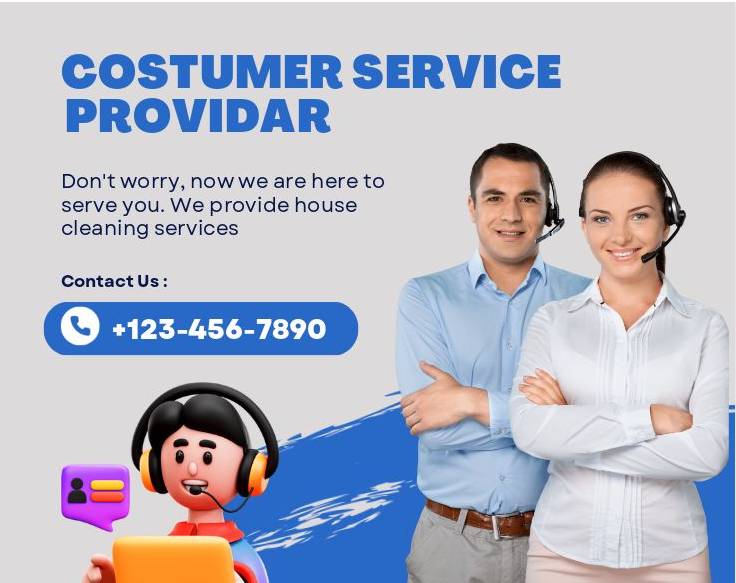 COSTUMER SERVICE
PROVIDAR
Don't worry, now we are here to
serve you. We provide house
cleaning services
Contact Us :
+123-456-7890